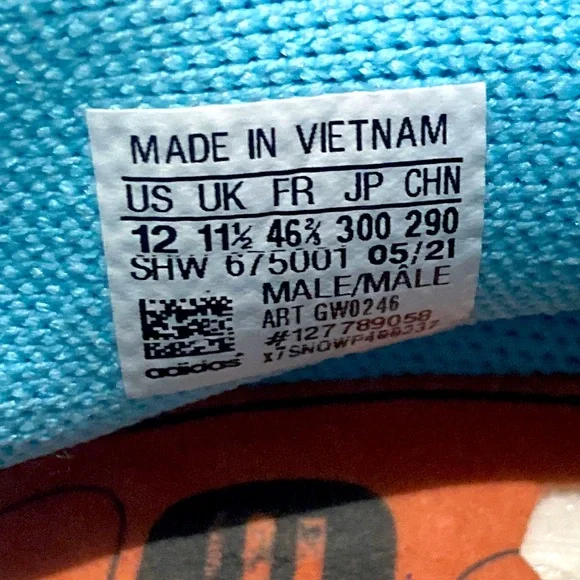 MADE IN VIETNAM
US UK FR JP CHN
12 11½ 46⅔ 300 290
SHW 675001 05/21
MALE/MÂLE
ART GW0246
#127789058
adidas